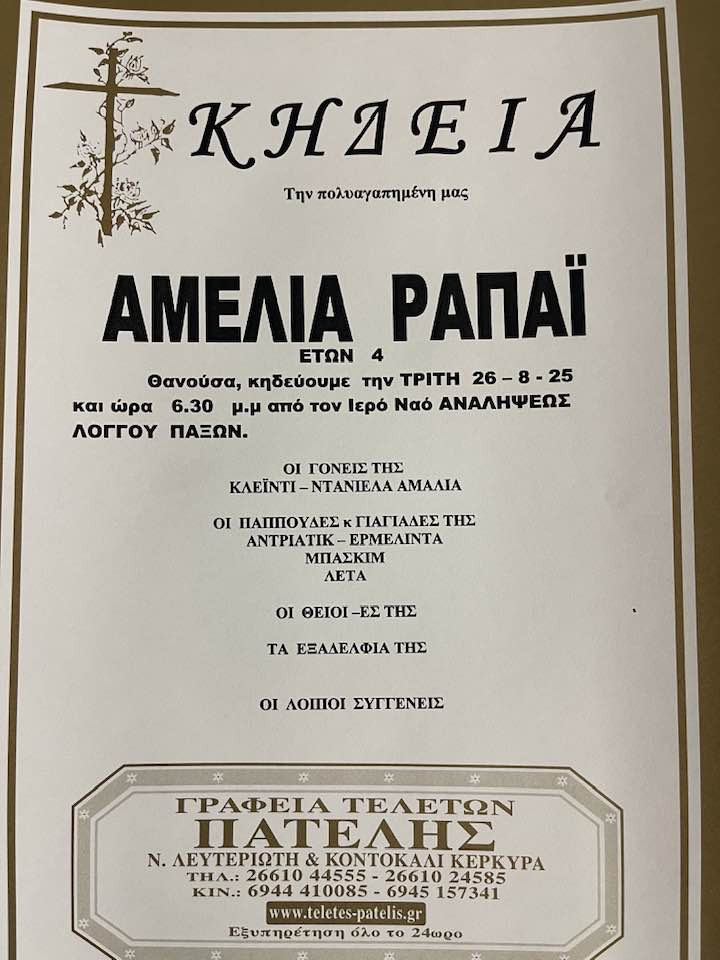 ΚΗΔΕΙΑ
Την πολυαγαπημένη μας
ΑΜΕΛΙΑ ΡΑΠΑΪ
ΕΤΩΝ 4
Θανούσα, κηδεύουμε την ΤΡΙΤΗ 26 – 8 - 25
και ώρα 6.30 μ.μ από τον Ιερό Ναό ΑΝΑΛΗΨΕΩΣ
ΛΟΓΓΟΥ ΠΑΞΩΝ.
ΟΙ ΓΟΝΕΙΣ ΤΗΣ
ΚΛΕΪΝΤΙ – ΝΤΑΝΙΕΛΑ ΑΜΑΛΙΑ
ΟΙ ΠΑΠΠΟΥΔΕΣ κ ΓΙΑΓΙΑΔΕΣ ΤΗΣ
ΑΝΤΡΙΑΤΙΚ – ΕΡΜΕΛΙΝΤΑ
ΜΠΑΣΚΙΜ
ΛΕΤΑ
ΟΙ ΘΕΙΟΙ –ΕΣ ΤΗΣ
ΤΑ ΕΞΑΔΕΛΦΙΑ ΤΗΣ
ΟΙ ΛΟΙΠΟΙ ΣΥΓΓΕΝΕΙΣ
ΓΡΑΦΕΙΑ ΤΕΛΕΤΩΝ
ΠΑΤΕΛΗΣ
Ν. ΛΕΥΤΕΡΙΩΤΗ & ΚΟΝΤΟΚΑΛΙ ΚΕΡΚΥΡΑ
ΤΗΛ.: 26610 44555 - 26610 24585
ΚΙΝ.: 6944 410085 - 6945 157341
www.teletes-patelis.gr
Εξυπηρέτηση όλο το 24ωρο